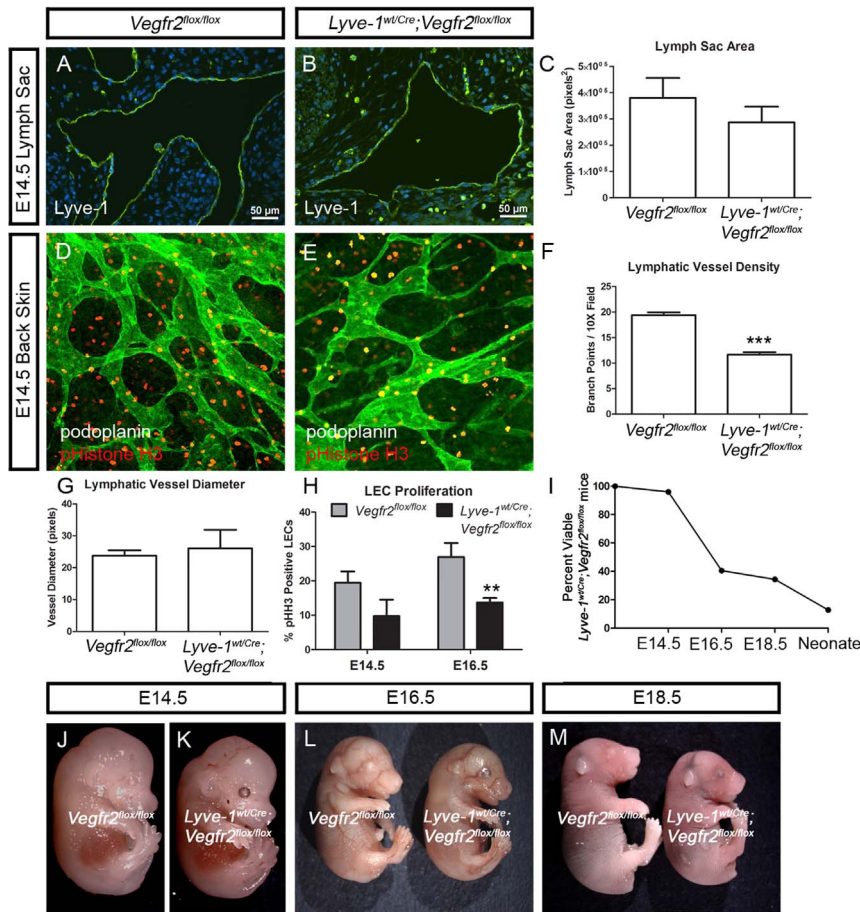 Vegfr2flox/flox
Lyve-1wt/Cre;Vegfr2flox/flox
E14.5 Lymph Sac
A
Lyve-1
50 µm
B
Lyve-1
50 µm
C
Lymph Sac Area
Lymph Sac Area (pixels2)
5×10 05
4×10 05
3×10 05
2×10 05
1×10 05
0
Vegfr2flox/flox
Lyve-1wt/Cre;
Vegfr2flox/flox
E14.5 Back Skin
D
podoplanin
pHistone H3
E
podoplanin
pHistone H3
F
Lymphatic Vessel Density
Branch Points / 10X Field
25
20
15
10
5
0
***
Vegfr2flox/flox
Lyve-1wt/Cre;
Vegfr2flox/flox
G
Lymphatic Vessel Diameter
Vessel Diameter (pixels)
40
30
20
10
0
Vegfr2flox/flox
Lyve-1wt/Cre;
Vegfr2flox/flox
H
LEC Proliferation
Vegfr2flox/flox
Lyve-1wt/Cre;
Vegfr2flox/flox
% pHH3 Positive LECs
40
30
20
10
0
**
E14.5
E16.5
I
Percent Viable
Lyve-1wt/Cre;Vegfr2flox/flox mice
100
80
60
40
20
0
E14.5
E16.5
E18.5
Neonate
E14.5
E16.5
E18.5
J
Vegfr2flox/flox
K
Lyve-1wt/Cre;
Vegfr2flox/flox
L
Vegfr2flox/flox
Lyve-1wt/Cre;
Vegfr2flox/flox
M
Vegfr2flox/flox
Lyve-1wt/Cre;
Vegfr2flox/flox